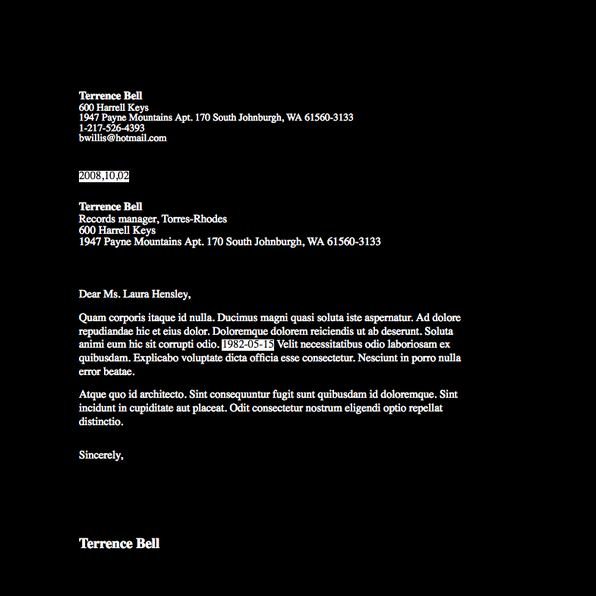 Terrence Bell
600 Harrell Keys
1947 Payne Mountains Apt. 170 South Johnburgh, WA 61560-3133
1-217-526-4393
bwillis@hotmail.com
2008,10,02
Terrence Bell
Records manager, Torres-Rhodes
600 Harrell Keys
1947 Payne Mountains Apt. 170 South Johnburgh, WA 61560-3133
Dear Ms. Laura Hensley,
Quam corporis itaque id nulla. Ducimus magni quasi soluta iste aspernatur. Ad dolore
repudiandae hic et eius dolor. Doloremque dolorem reiciendis ut ab deserunt. Soluta
animi eum hic sit corrupti odio. 1982-05-15 Velit necessitatibus odio laboriosam ex
quibusdam. Explicabo voluptate dicta officia esse consectetur. Nesciunt in porro nulla
error beatae.
Atque quo id architecto. Sint consequuntur fugit sunt quibusdam id doloremque. Sint
incidunt in cupiditate aut placeat. Odit consectetur nostrum eligendi optio repellat
distinctio.
Sincerely,
Terrence Bell